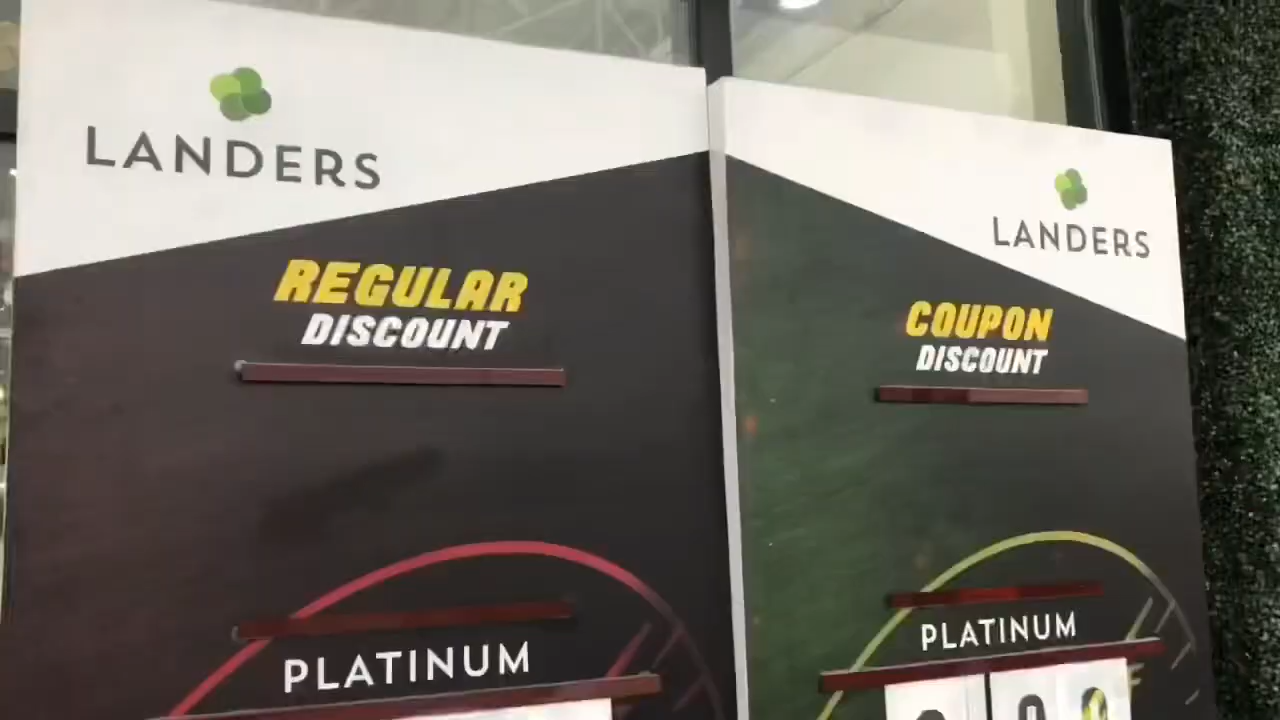 LANDERS
REGULAR
DISCOUNT
PLATINUM
LANDERS
COUPON
DISCOUNT
PLATINUM